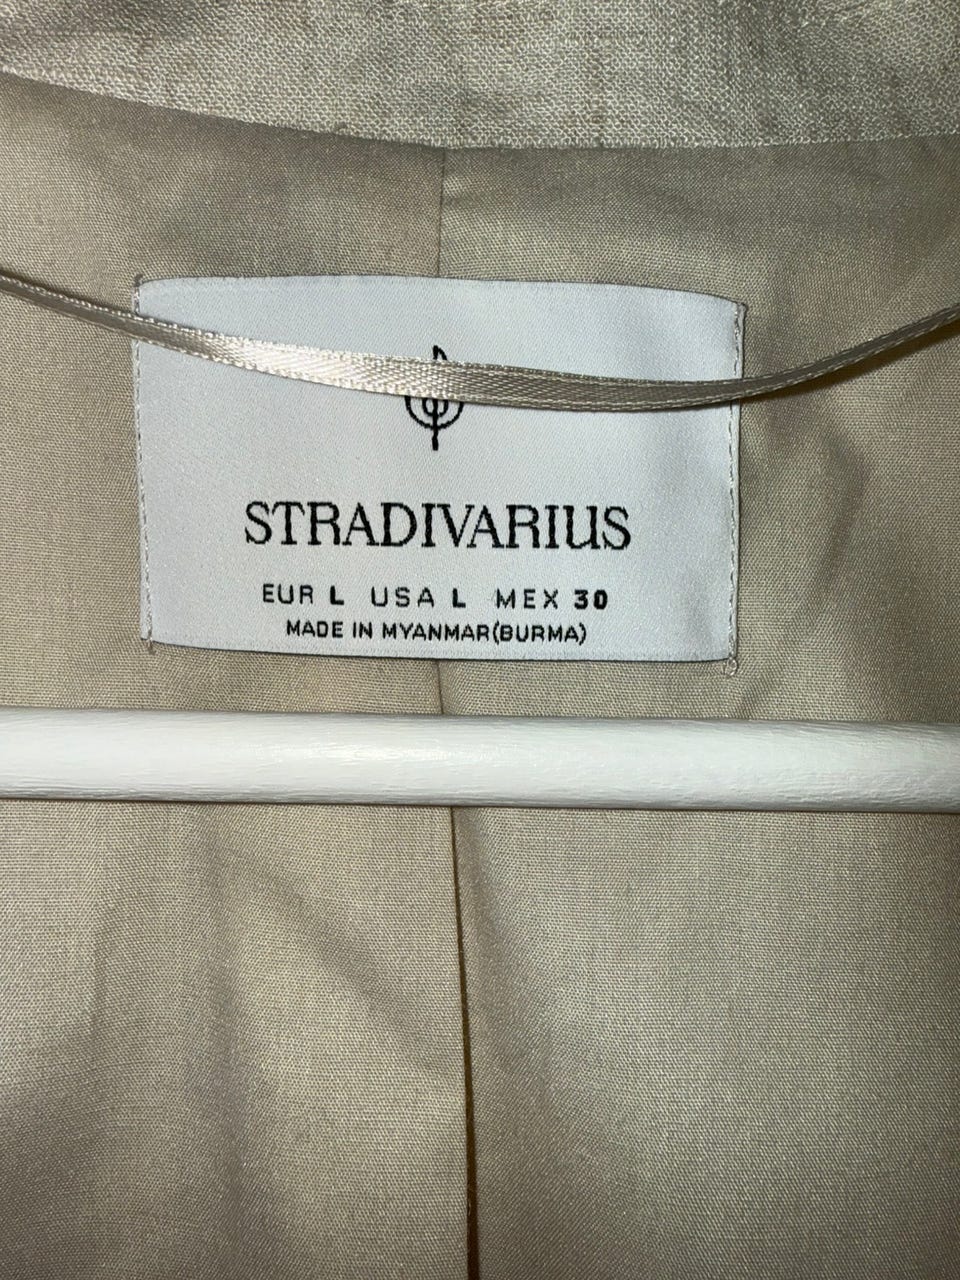 STRADIVARIUS
EUR L USA L MEX 30
MADE IN MYANMAR(BURMA)